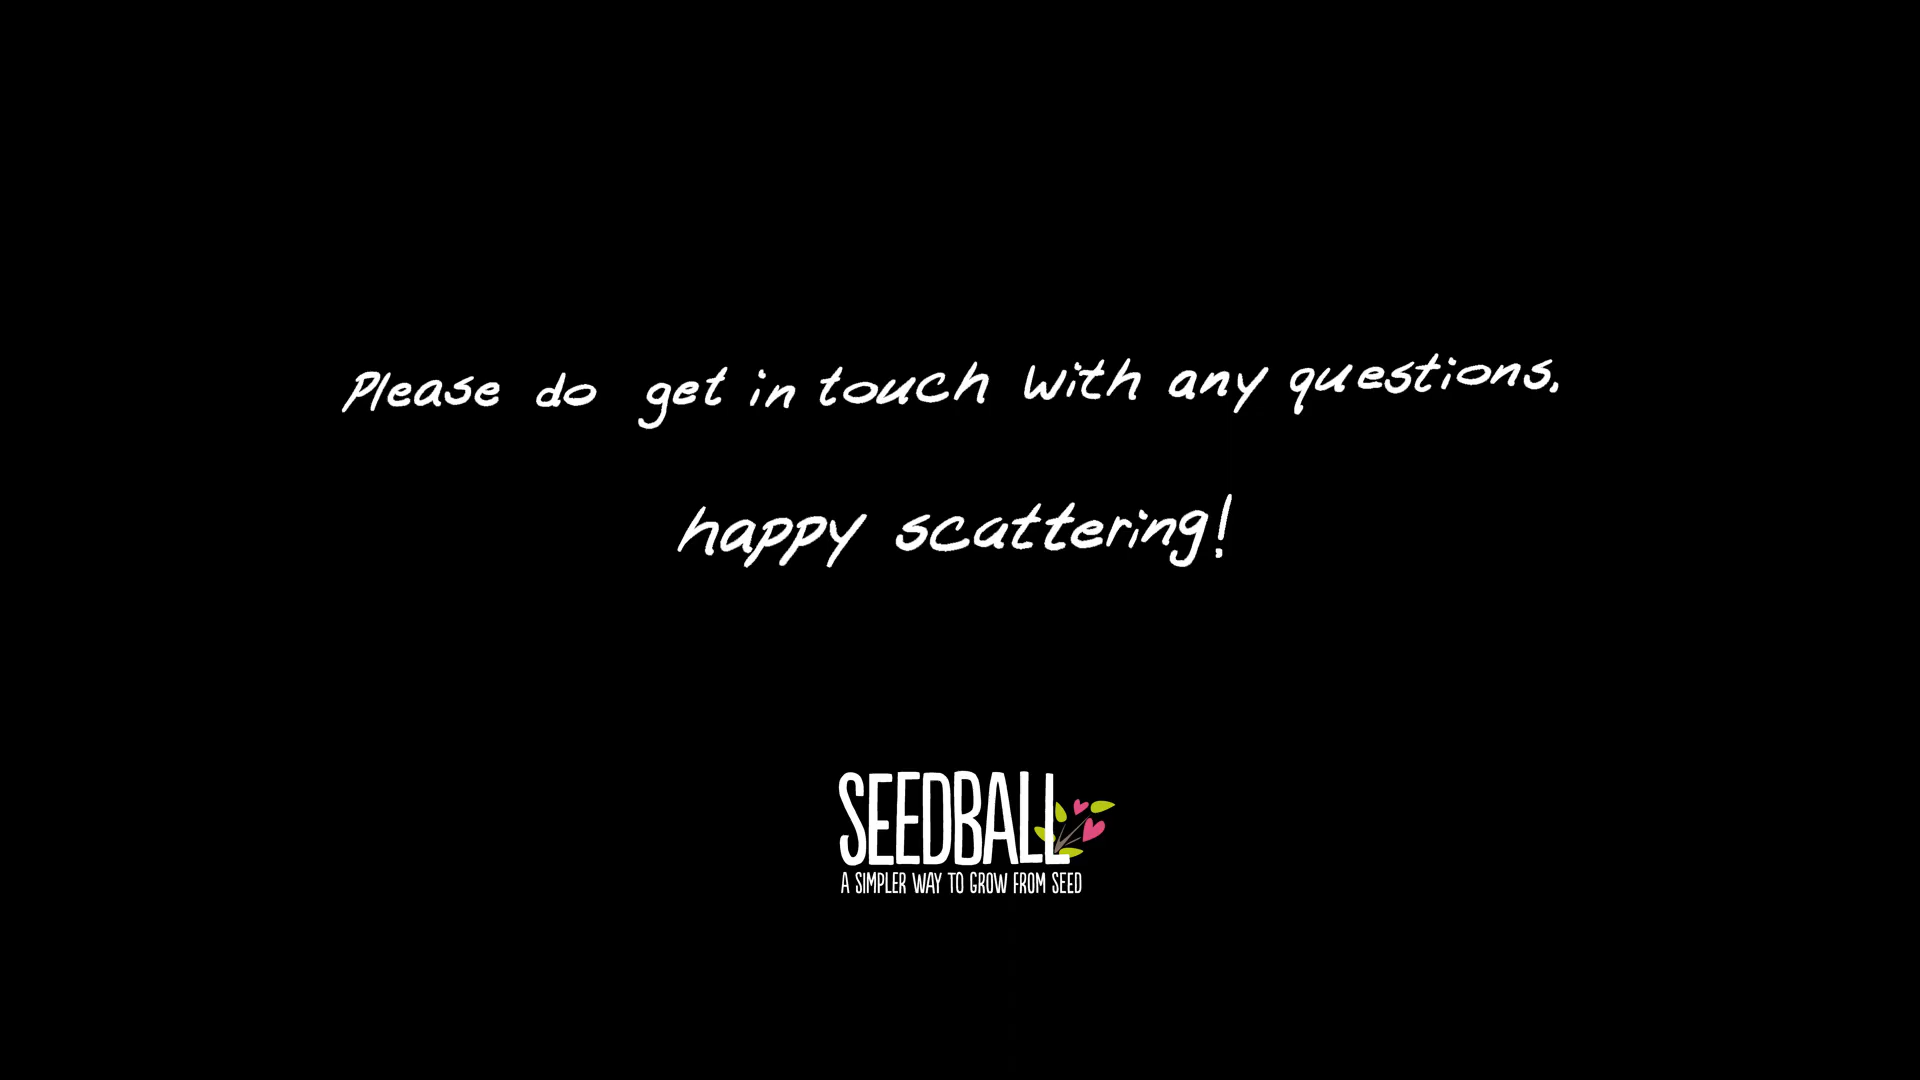 Please do get in touch with any questions,
happy scattering!
SEEDBALL
A SIMPLER WAY TO GROW FROM SEED